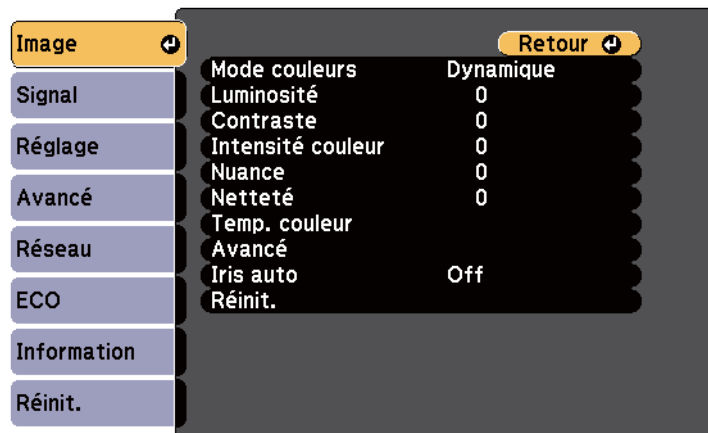 Image
Signal
Réglage
Avancé
Réseau
ECO
Information
Réinit.
Retour
Mode couleurs Dynamique
Luminosité 0
Contraste 0
Intensité couleur 0
Nuance 0
Netteté 0
Temp. couleur
Avancé
Iris auto Off
Réinit.